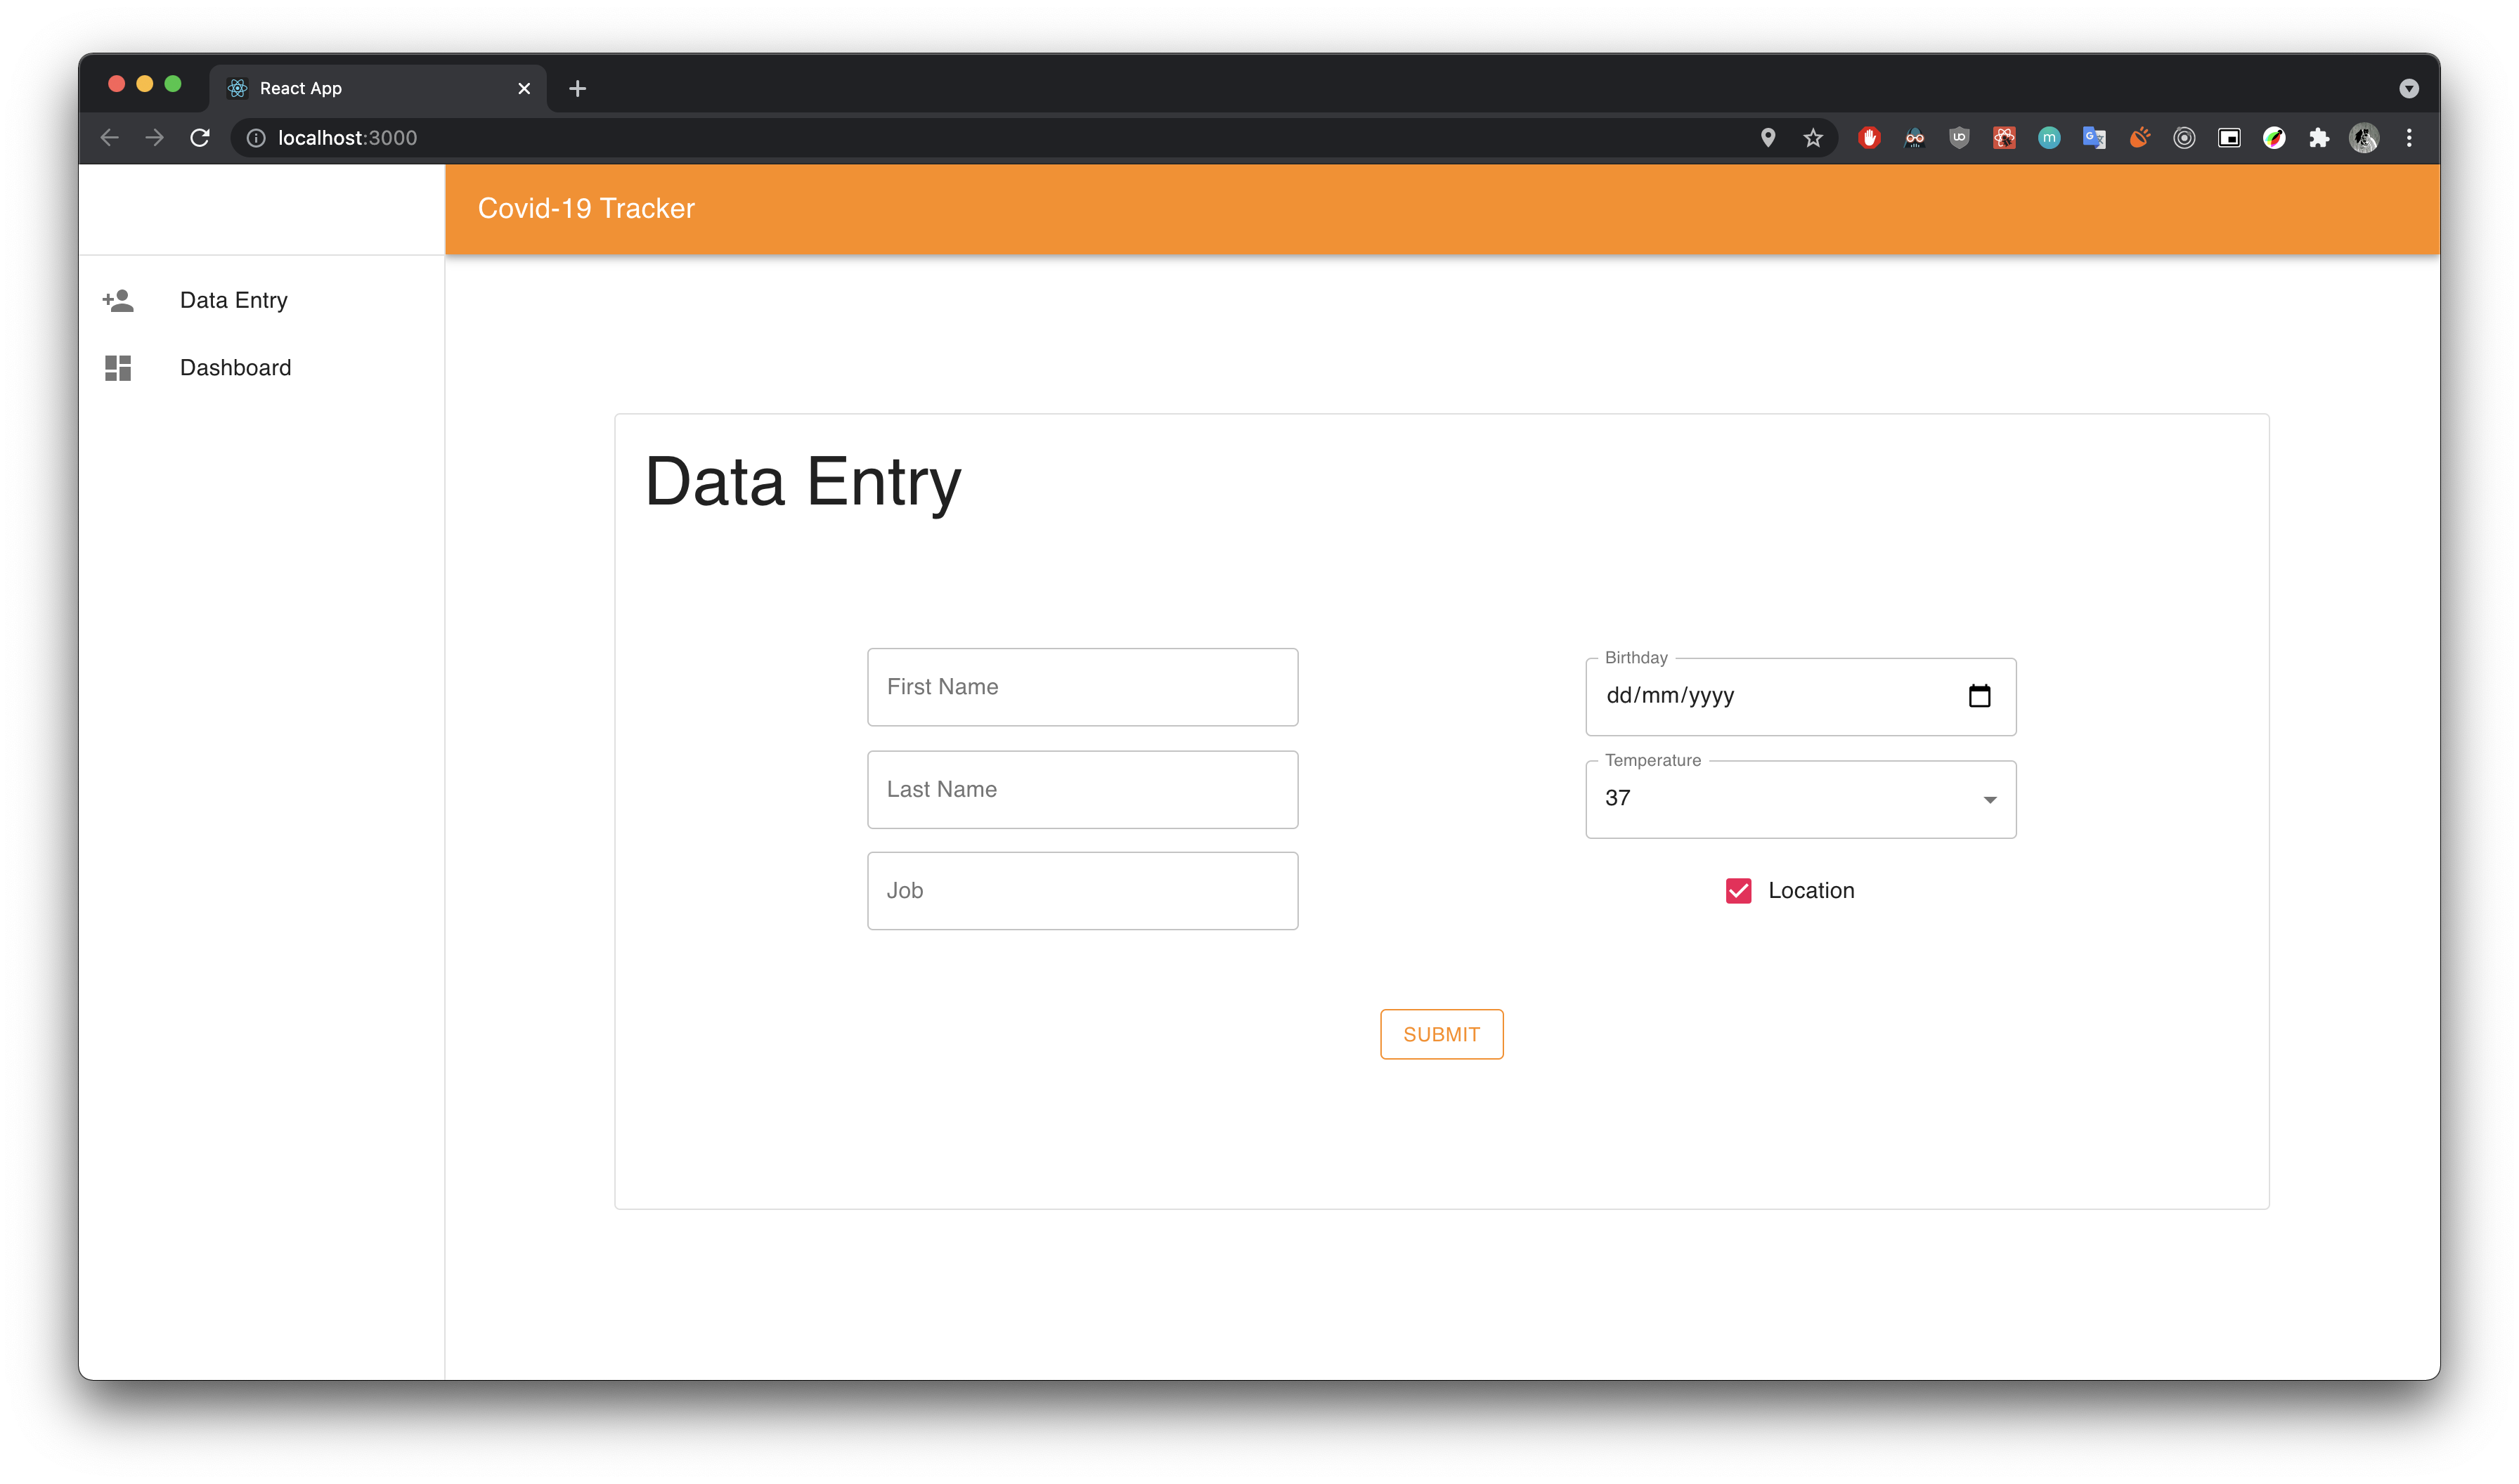 React App
localhost:3000
Covid-19 Tracker
Data Entry
Dashboard
Data Entry
First Name
Last Name
Job
Birthday
dd/mm/yyyy
Temperature
37
Location
SUBMIT